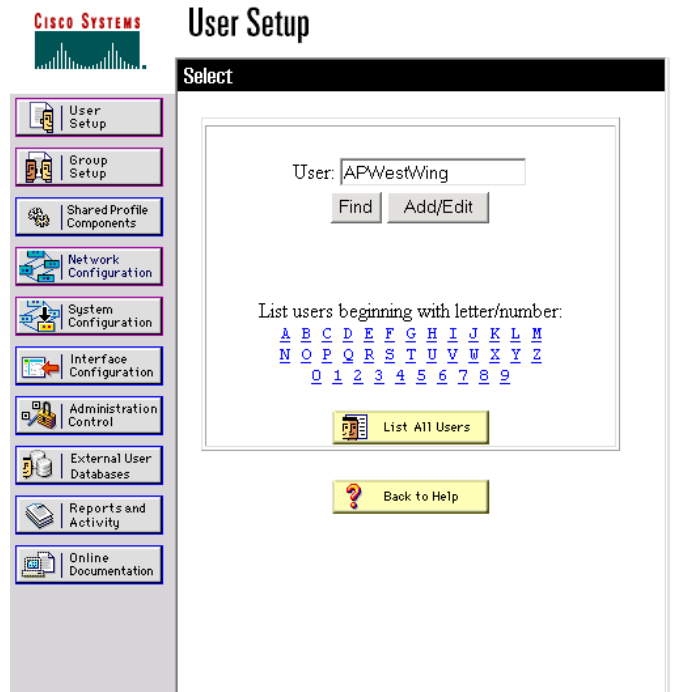 CISCO SYSTEMS
User Setup
Select
User
Setup
Group
Setup
Shared Profile
Components
Network
Configuration
System
Configuration
Interface
Configuration
Administration
Control
External User
Databases
Reports and
Activity
Online
Documentation
User: APWestWing
Find Add/Edit
List users beginning with letter/number:
A B C D E F G H I J K L M
N O P Q R S T U V W X Y Z
0 1 2 3 4 5 6 7 8 9
List All Users
Back to Help